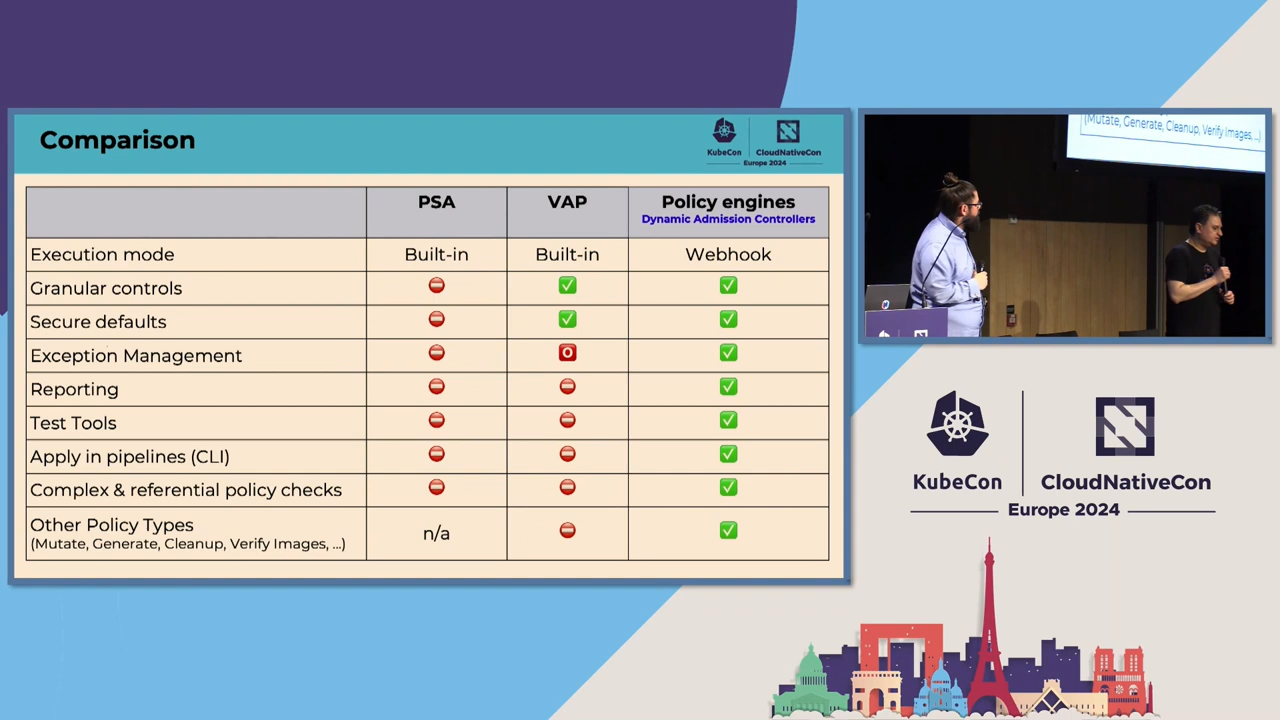 Comparison
KubeCon
CloudNativeCon
Europe 2024
PSA VAP Policy engines
Dynamic Admission Controllers
Execution mode Built-in Built-in Webhook
Granular controls ⛔ ✅ ✅
Secure defaults ⛔ ✅ ✅
Exception Management ⛔ 🅾 ✅
Reporting ⛔ ⛔ ✅
Test Tools ⛔ ⛔ ✅
Apply in pipelines (CLI) ⛔ ⛔ ✅
Complex & referential policy checks ⛔ ⛔ ✅
Other Policy Types n/a ⛔ ✅
(Mutate, Generate, Cleanup, Verify Images, ...)
(Mutate, Generate, Cleanup, Verify Images, ...)
KubeCon
CloudNativeCon
Europe 2024